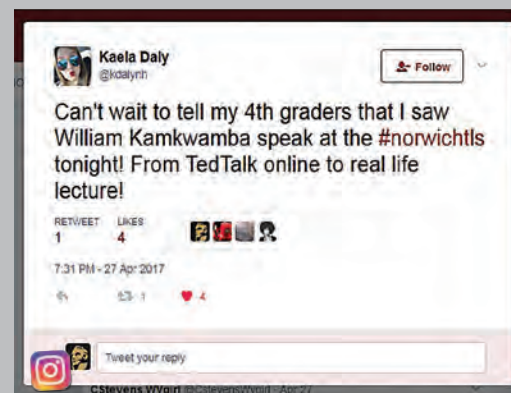 Kaela Daly
@kdalynh
Follow
Can't wait to tell my 4th graders that I saw
William Kamkwamba speak at the #norwichtls
tonight! From TedTalk online to real life
lecture!
RETWEET LIKES
1 4
7:31 PM - 27 Apr 2017
1 4
Tweet your reply
CStevens WVgirl
Apr 27